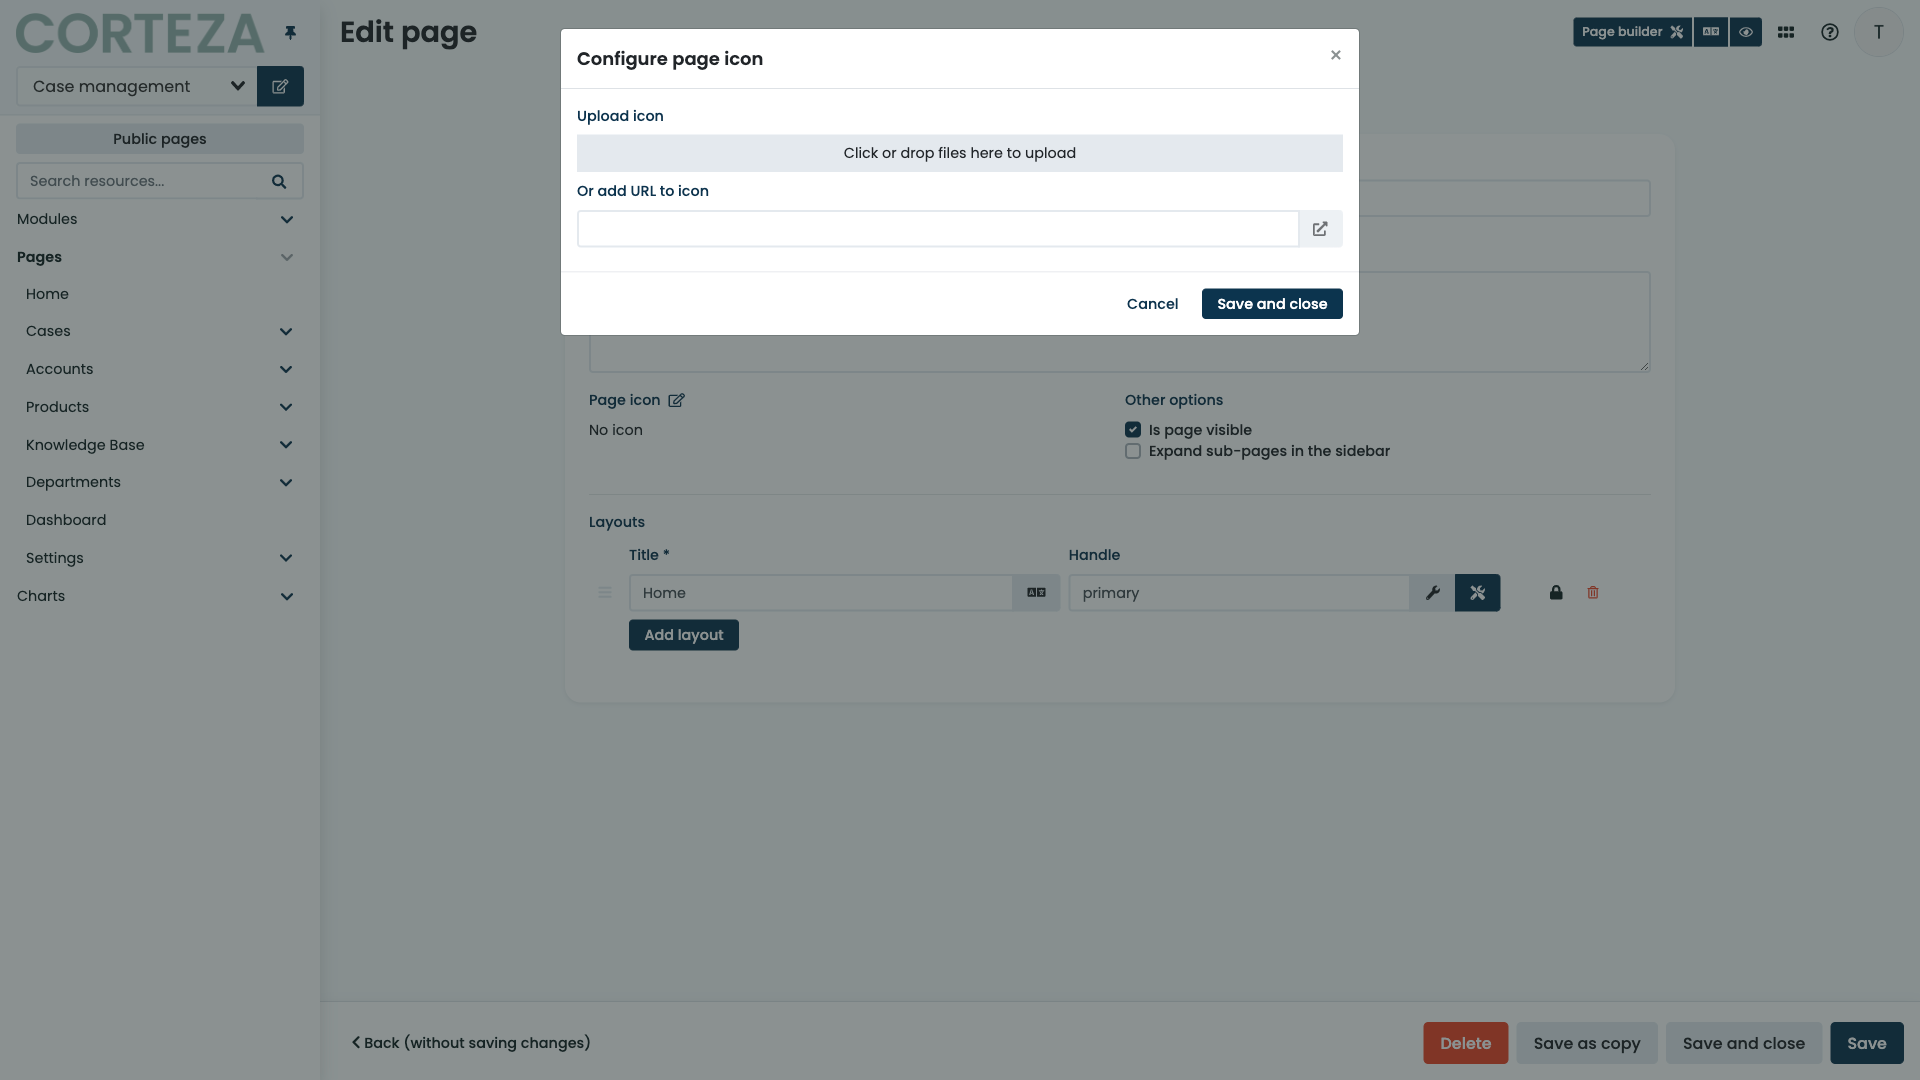 CORTEZA
Edit page
Page builder
T
Case management
Public pages
Search resources...
Modules
Pages
Home
Cases
Accounts
Products
Knowledge Base
Departments
Dashboard
Settings
Charts
Configure page icon
×
Upload icon
Click or drop files here to upload
Or add URL to icon
Cancel
Save and close
Page icon
No icon
Other options
Is page visible
Expand sub-pages in the sidebar
Layouts
Title *
Handle
Home
primary
Add layout
Back (without saving changes)
Delete
Save as copy
Save and close
Save